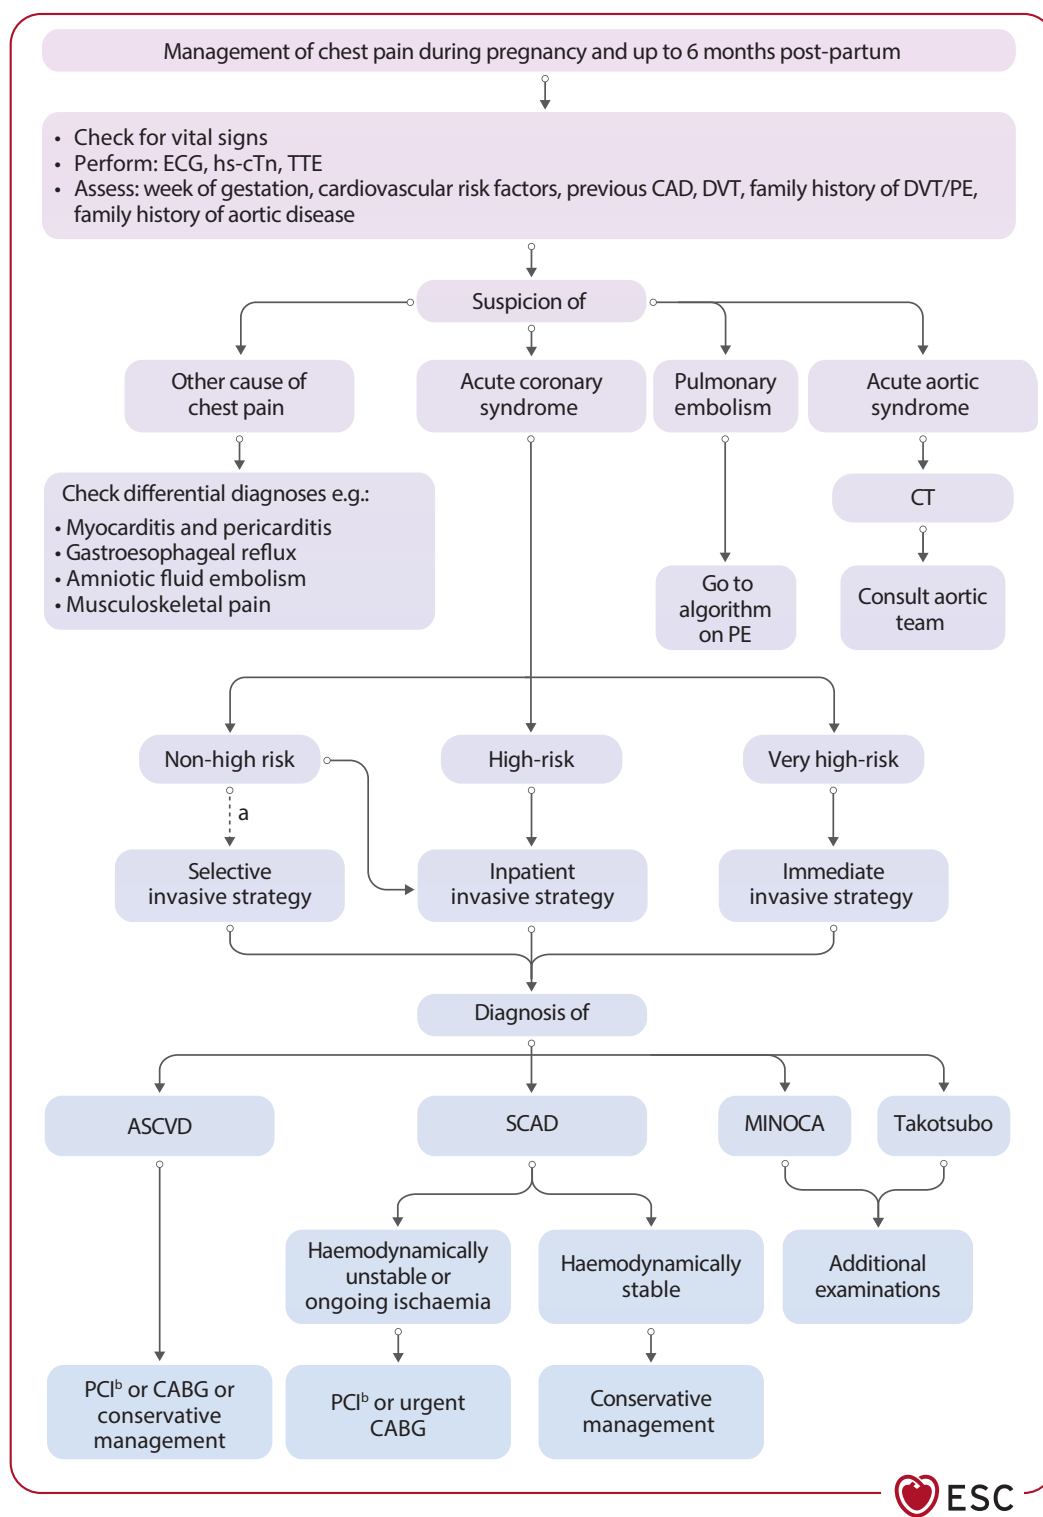 Management of chest pain during pregnancy and up to 6 months post-partum
• Check for vital signs
• Perform: ECG, hs-cTn, TTE
• Assess: week of gestation, cardiovascular risk factors, previous CAD, DVT, family history of DVT/PE,
family history of aortic disease
Suspicion of
Other cause of
chest pain
Acute coronary
syndrome
Pulmonary
embolism
Acute aortic
syndrome
Check differential diagnoses e.g.:
• Myocarditis and pericarditis
• Gastroesophageal reflux
• Amniotic fluid embolism
• Musculoskeletal pain
CT
Go to
algorithm
on PE
Consult aortic
team
Non-high risk
High-risk
Very high-risk
a
Selective
invasive strategy
Inpatient
invasive strategy
Immediate
invasive strategy
Diagnosis of
ASCVD
SCAD
MINOCA
Takotsubo
Haemodynamically
unstable or
ongoing ischaemia
Haemodynamically
stable
Additional
examinations
PCIᵇ or CABG or
conservative
management
PCIᵇ or urgent
CABG
Conservative
management
ESC